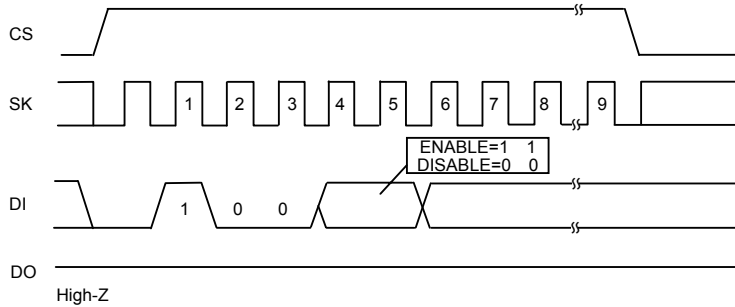 CS
SK
1 2 3 4 5 6 7 8 9
ENABLE=1 1
DISABLE=0 0
DI
1 0 0
DO
High-Z